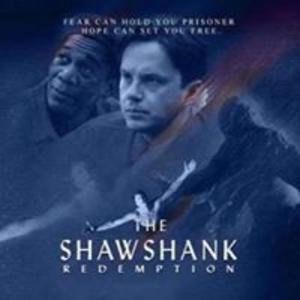 FEAR CAN HOLD YOU PRISONER
HOPE CAN SET YOU FREE.
THE
SHAWSHANK
REDEMPTION